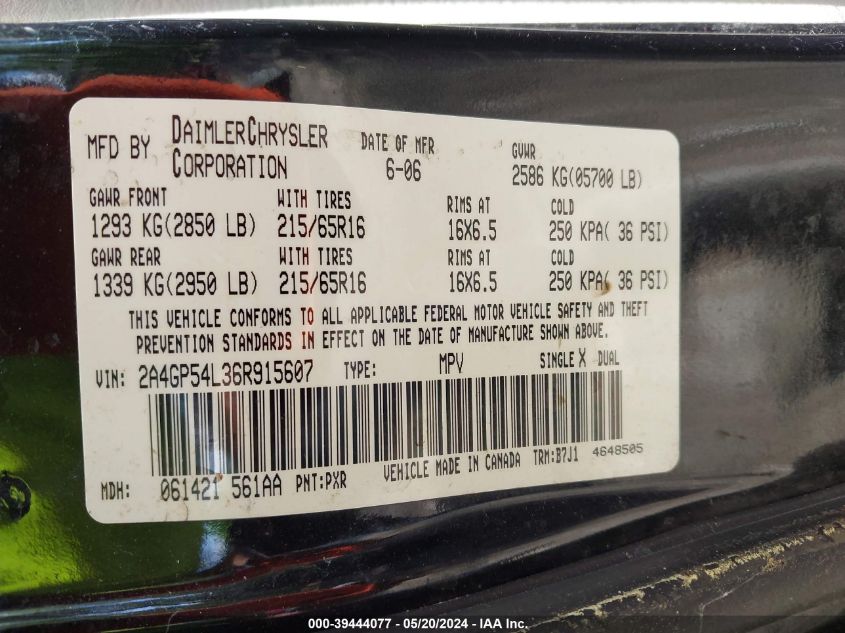 MFD BY DAIMLERCHRYSLER CORPORATION DATE OF MFR 6-06 GVWR 2586 KG(05700 LB)
GAWR FRONT WITH TIRES RIMS AT COLD
1293 KG(2850 LB) 215/65R16 16X6.5 250 KPA( 36 PSI)
GAWR REAR WITH TIRES RIMS AT COLD
1339 KG(2950 LB) 215/65R16 16X6.5 250 KPA( 36 PSI)
THIS VEHICLE CONFORMS TO ALL APPLICABLE FEDERAL MOTOR VEHICLE SAFETY AND THEFT
PREVENTION STANDARDS IN EFFECT ON THE DATE OF MANUFACTURE SHOWN ABOVE.
VIN: 2A4GP54L36R915607 TYPE: MPV SINGLE X DUAL
MDH: 061421 561AA PNT:PXR VEHICLE MADE IN CANADA TRM:B7J1 4648505
000-39444077 - 05/20/2024 - IAA Inc.